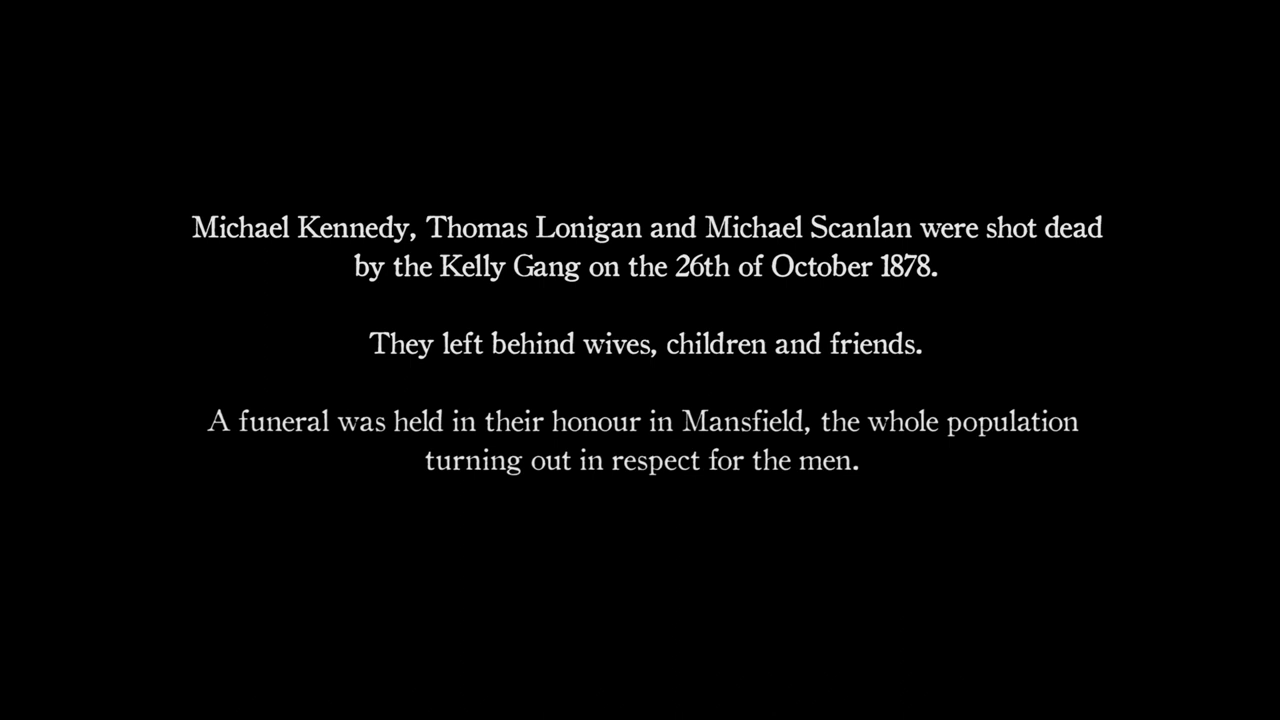 Michael Kennedy, Thomas Lonigan and Michael Scanlan were shot dead
by the Kelly Gang on the 26th of October 1878.
They left behind wives, children and friends.
A funeral was held in their honour in Mansfield, the whole population
turning out in respect for the men.